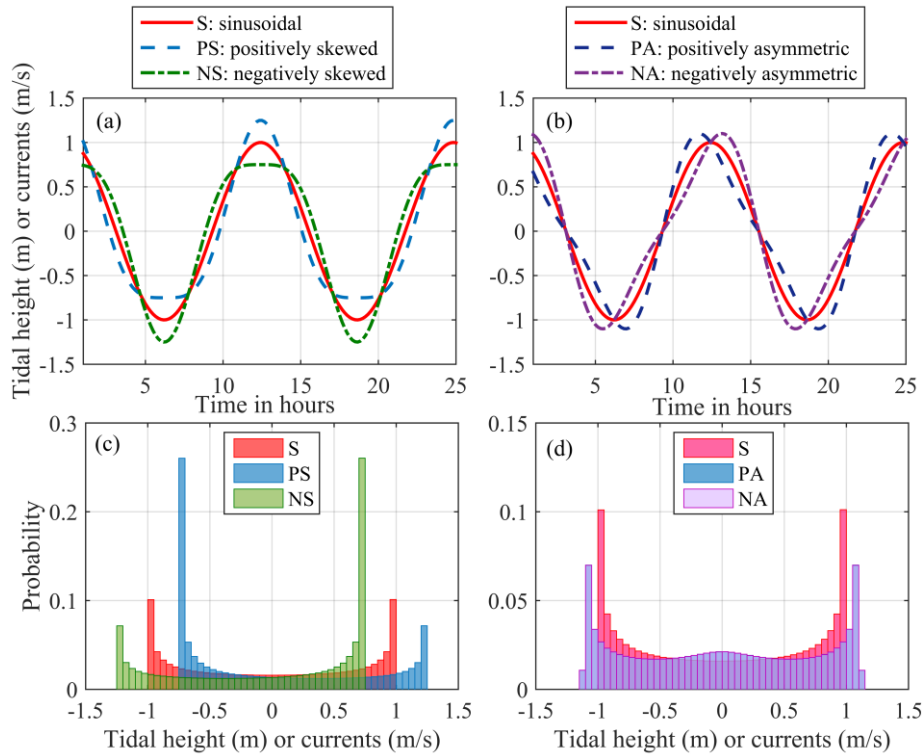 S: sinusoidal
PS: positively skewed
NS: negatively skewed
S: sinusoidal
PA: positively asymmetric
NA: negatively asymmetric
Tidal height (m) or currents (m/s)
1.5
1
0.5
0
-0.5
-1
-1.5
(a)
5 10 15 20 25
Time in hours
1.5
1
0.5
0
-0.5
-1
-1.5
(b)
5 10 15 20 25
Time in hours
Probability
0.3
0.2
0.1
0
(c)
S
PS
NS
-1.5 -1 -0.5 0 0.5 1 1.5
Tidal height (m) or currents (m/s)
0.15
0.1
0.05
0
(d)
S
PA
NA
-1.5 -1 -0.5 0 0.5 1 1.5
Tidal height (m) or currents (m/s)